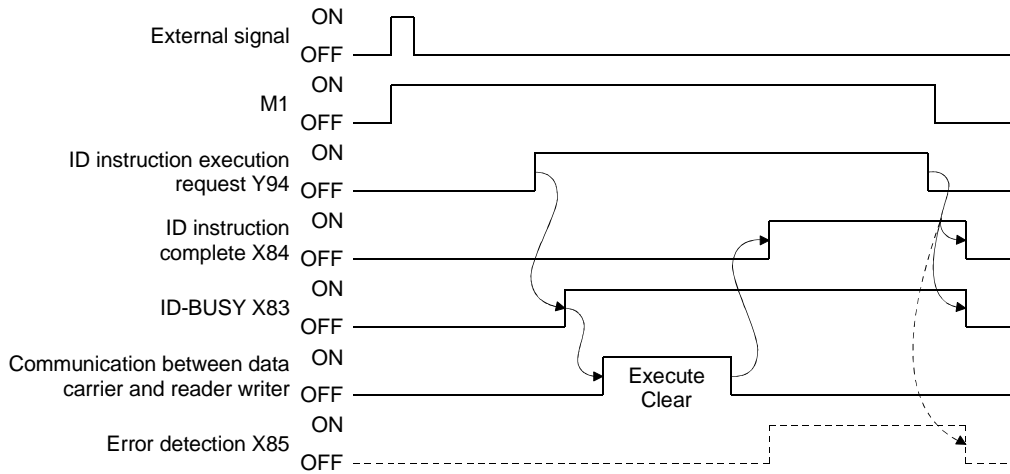 External signal
ON
OFF
M1
ON
OFF
ID instruction execution
request Y94
ON
OFF
ID instruction
complete X84
ON
OFF
ID-BUSY X83
ON
OFF
Communication between data
carrier and reader writer
ON
OFF
Execute
Clear
Error detection X85
ON
OFF